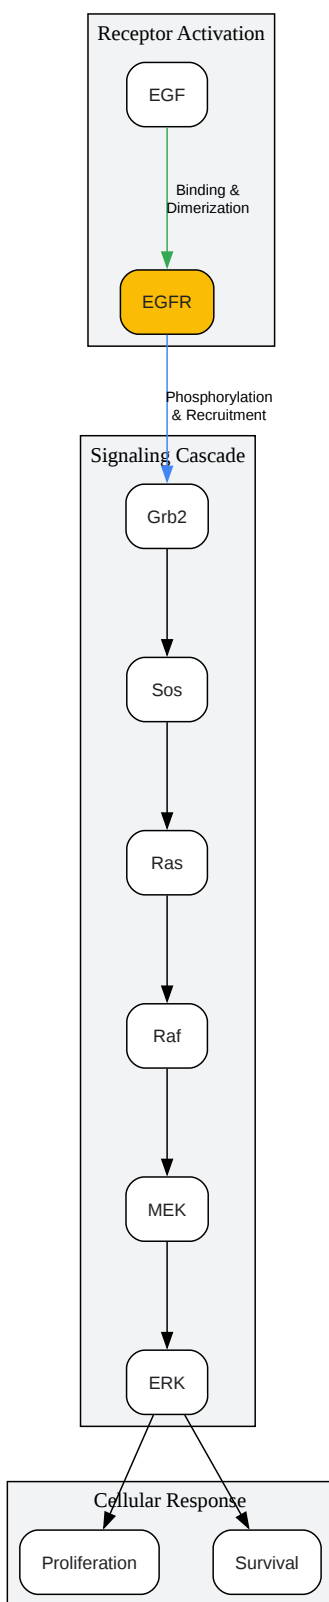 Receptor Activation
EGF
Binding &
Dimerization
EGFR
Phosphorylation
& Recruitment
Signaling Cascade
Grb2
Sos
Ras
Raf
MEK
ERK
Cellular Response
Proliferation
Survival